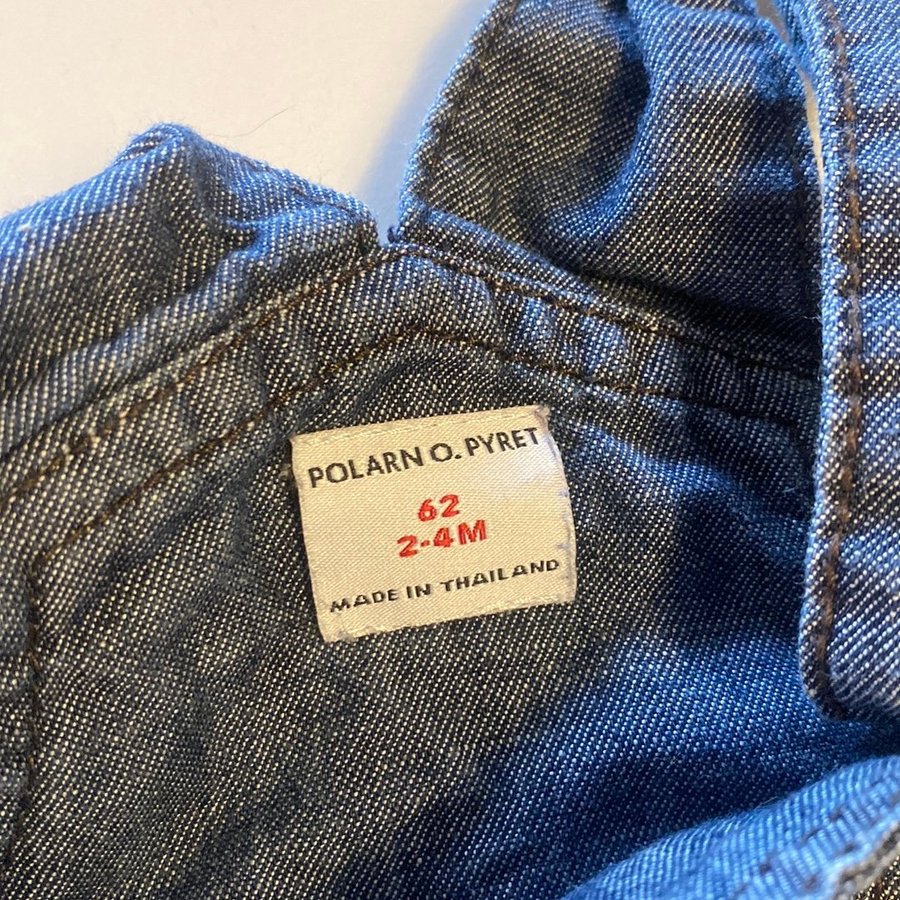 POLARN O. PYRET
62
2-4M
MADE IN THAILAND